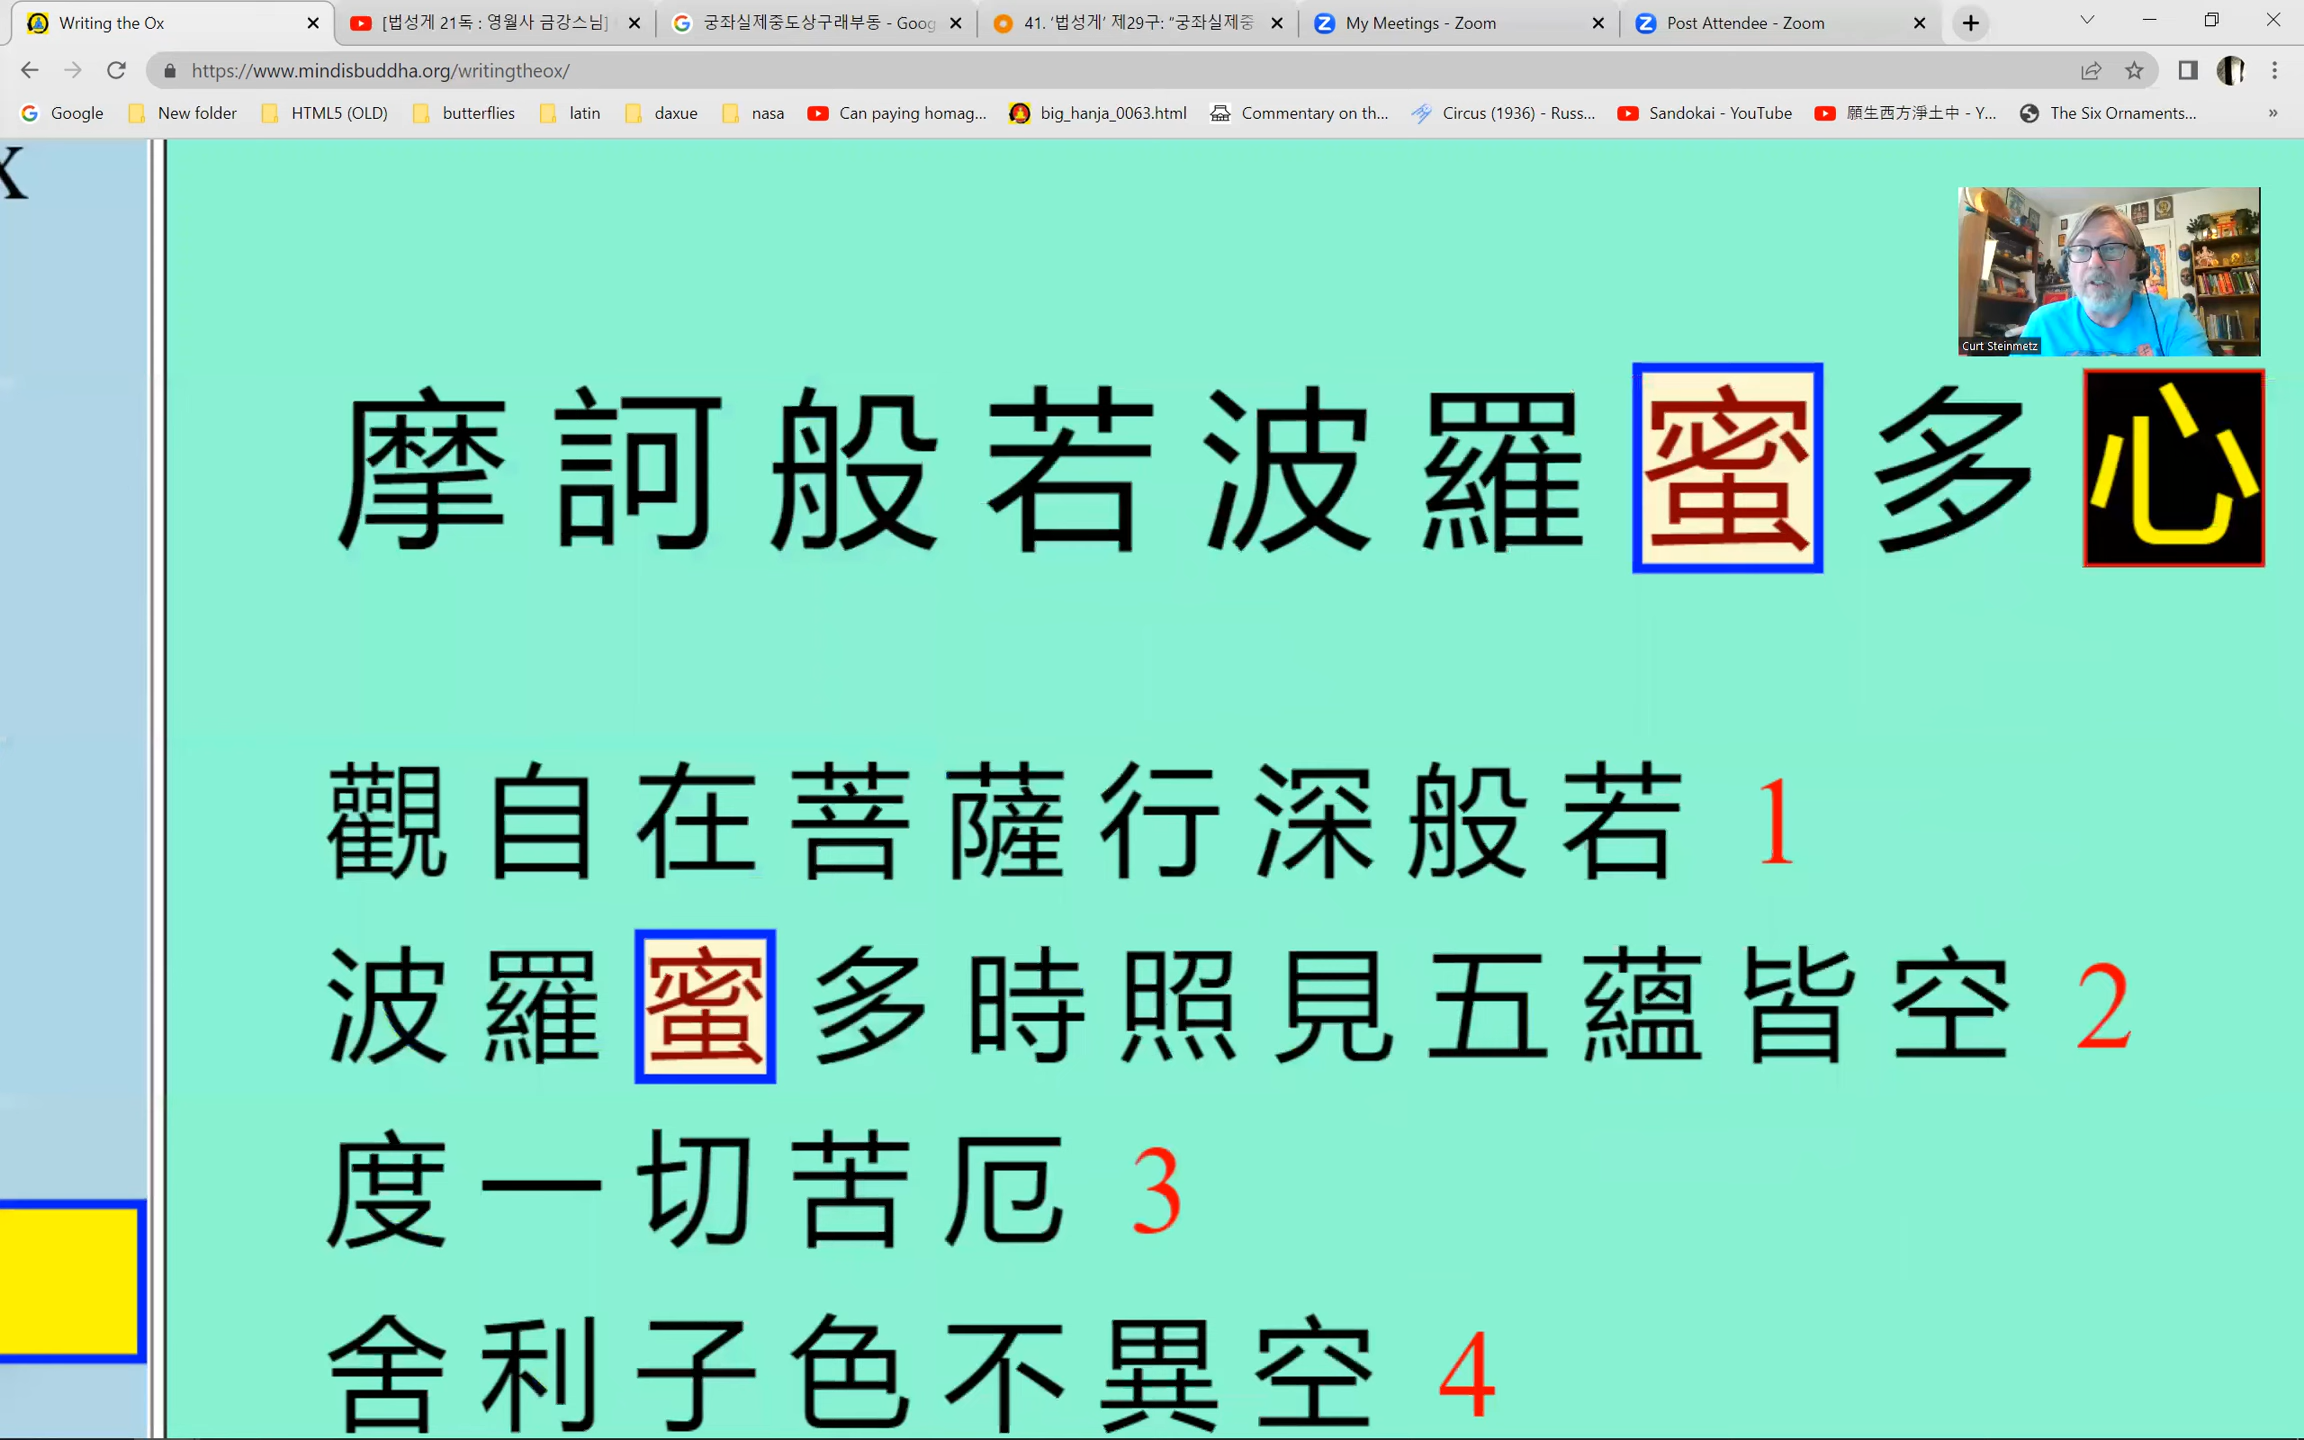 Writing the Ox
[법성게 21독 : 영월사 금강스님]
궁좌실제중도상구래부동 - Goog
41. '법성게' 제29구: "궁좌실제중
My Meetings - Zoom
Post Attendee - Zoom
https://www.mindisbuddha.org/writingtheox/
Google
New folder
HTML5 (OLD)
butterflies
latin
daxue
nasa
Can paying homag...
big_hanja_0063.html
Commentary on th...
Circus (1936) - Russ...
Sandokai - YouTube
願生西方淨土中 - Y...
The Six Ornaments...
»
x
Curt Steinmetz
摩訶般若波羅蜜多心
觀自在菩薩行深般若 1
波羅蜜多時照見五蘊皆空 2
度一切苦厄 3
舍利子色不異空 4